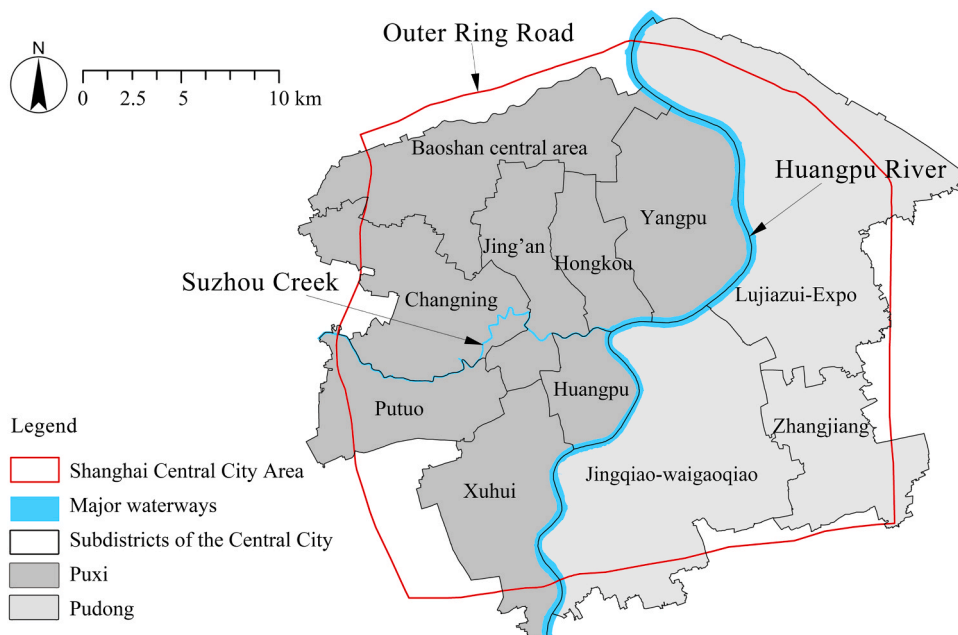 Outer Ring Road
N
0 2.5 5 10 km
Baoshan central area
Huangpu River
Yangpu
Jing'an
Hongkou
Suzhou Creek
Changning
Lujiazui-Expo
Huangpu
Putuo
Zhangjiang
Xuhui
Jingqiao-waigaoqiao
Legend
Shanghai Central City Area
Major waterways
Subdistricts of the Central City
Puxi
Pudong